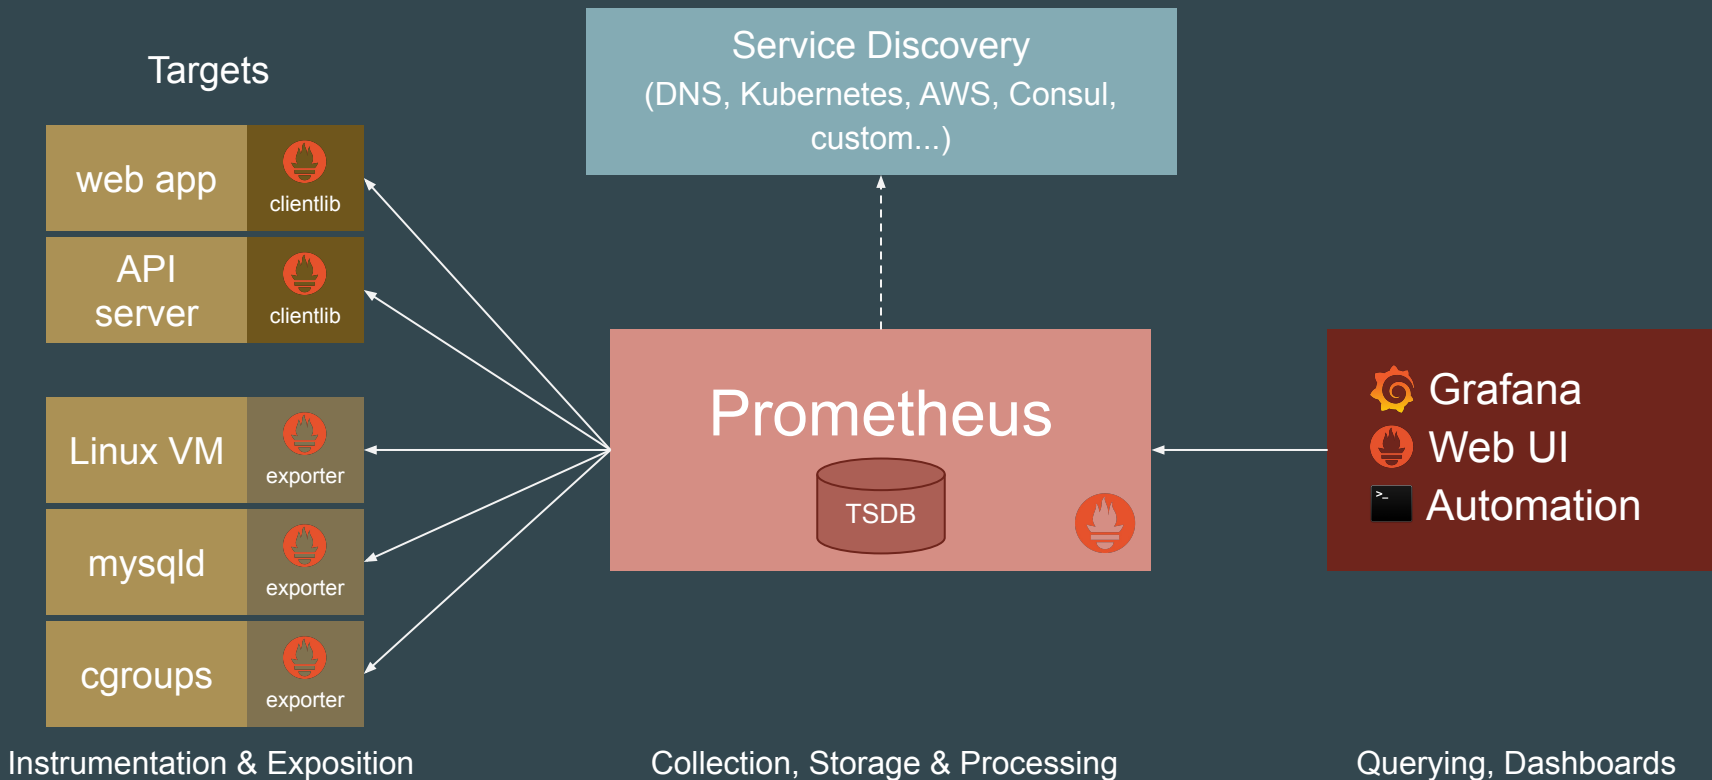 Targets
web app
clientlib
API
server
clientlib
Linux VM
exporter
mysqld
exporter
cgroups
exporter
Instrumentation & Exposition
Service Discovery
(DNS, Kubernetes, AWS, Consul,
custom...)
Prometheus
TSDB
Collection, Storage & Processing
Grafana
Web UI
>_
Automation
Querying, Dashboards